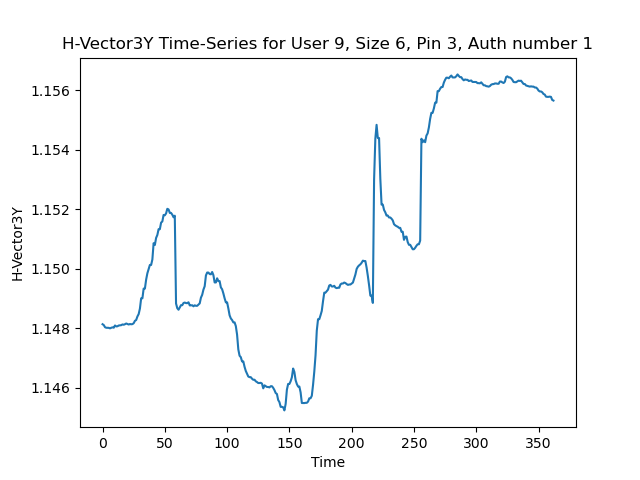 H-Vector3Y Time-Series for User 9, Size 6, Pin 3, Auth number 1
1.156
1.154
1.152
1.150
1.148
1.146
H-Vector3Y
0 50 100 150 200 250 300 350
Time